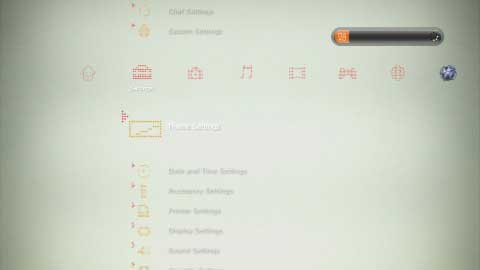 Chat Settings
System Settings
Settings
Theme Settings
Date and Time Settings
Accessory Settings
Printer Settings
Display Settings
Sound Settings